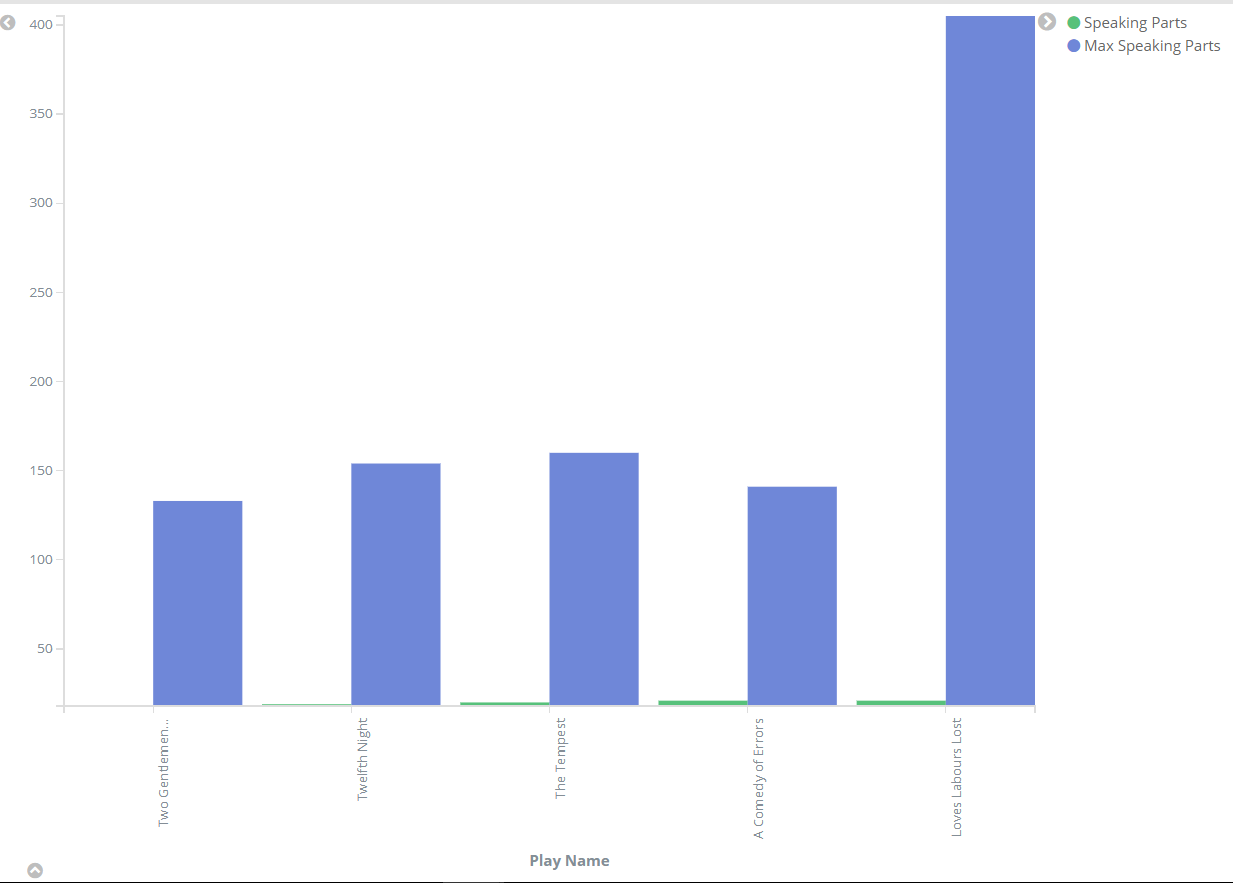 400
350
300
250
200
150
100
50
Speaking Parts
Max Speaking Parts
Two Gentlemen...
Twelfth Night
The Tempest
A Comedy of Errors
Loves Labours Lost
Play Name